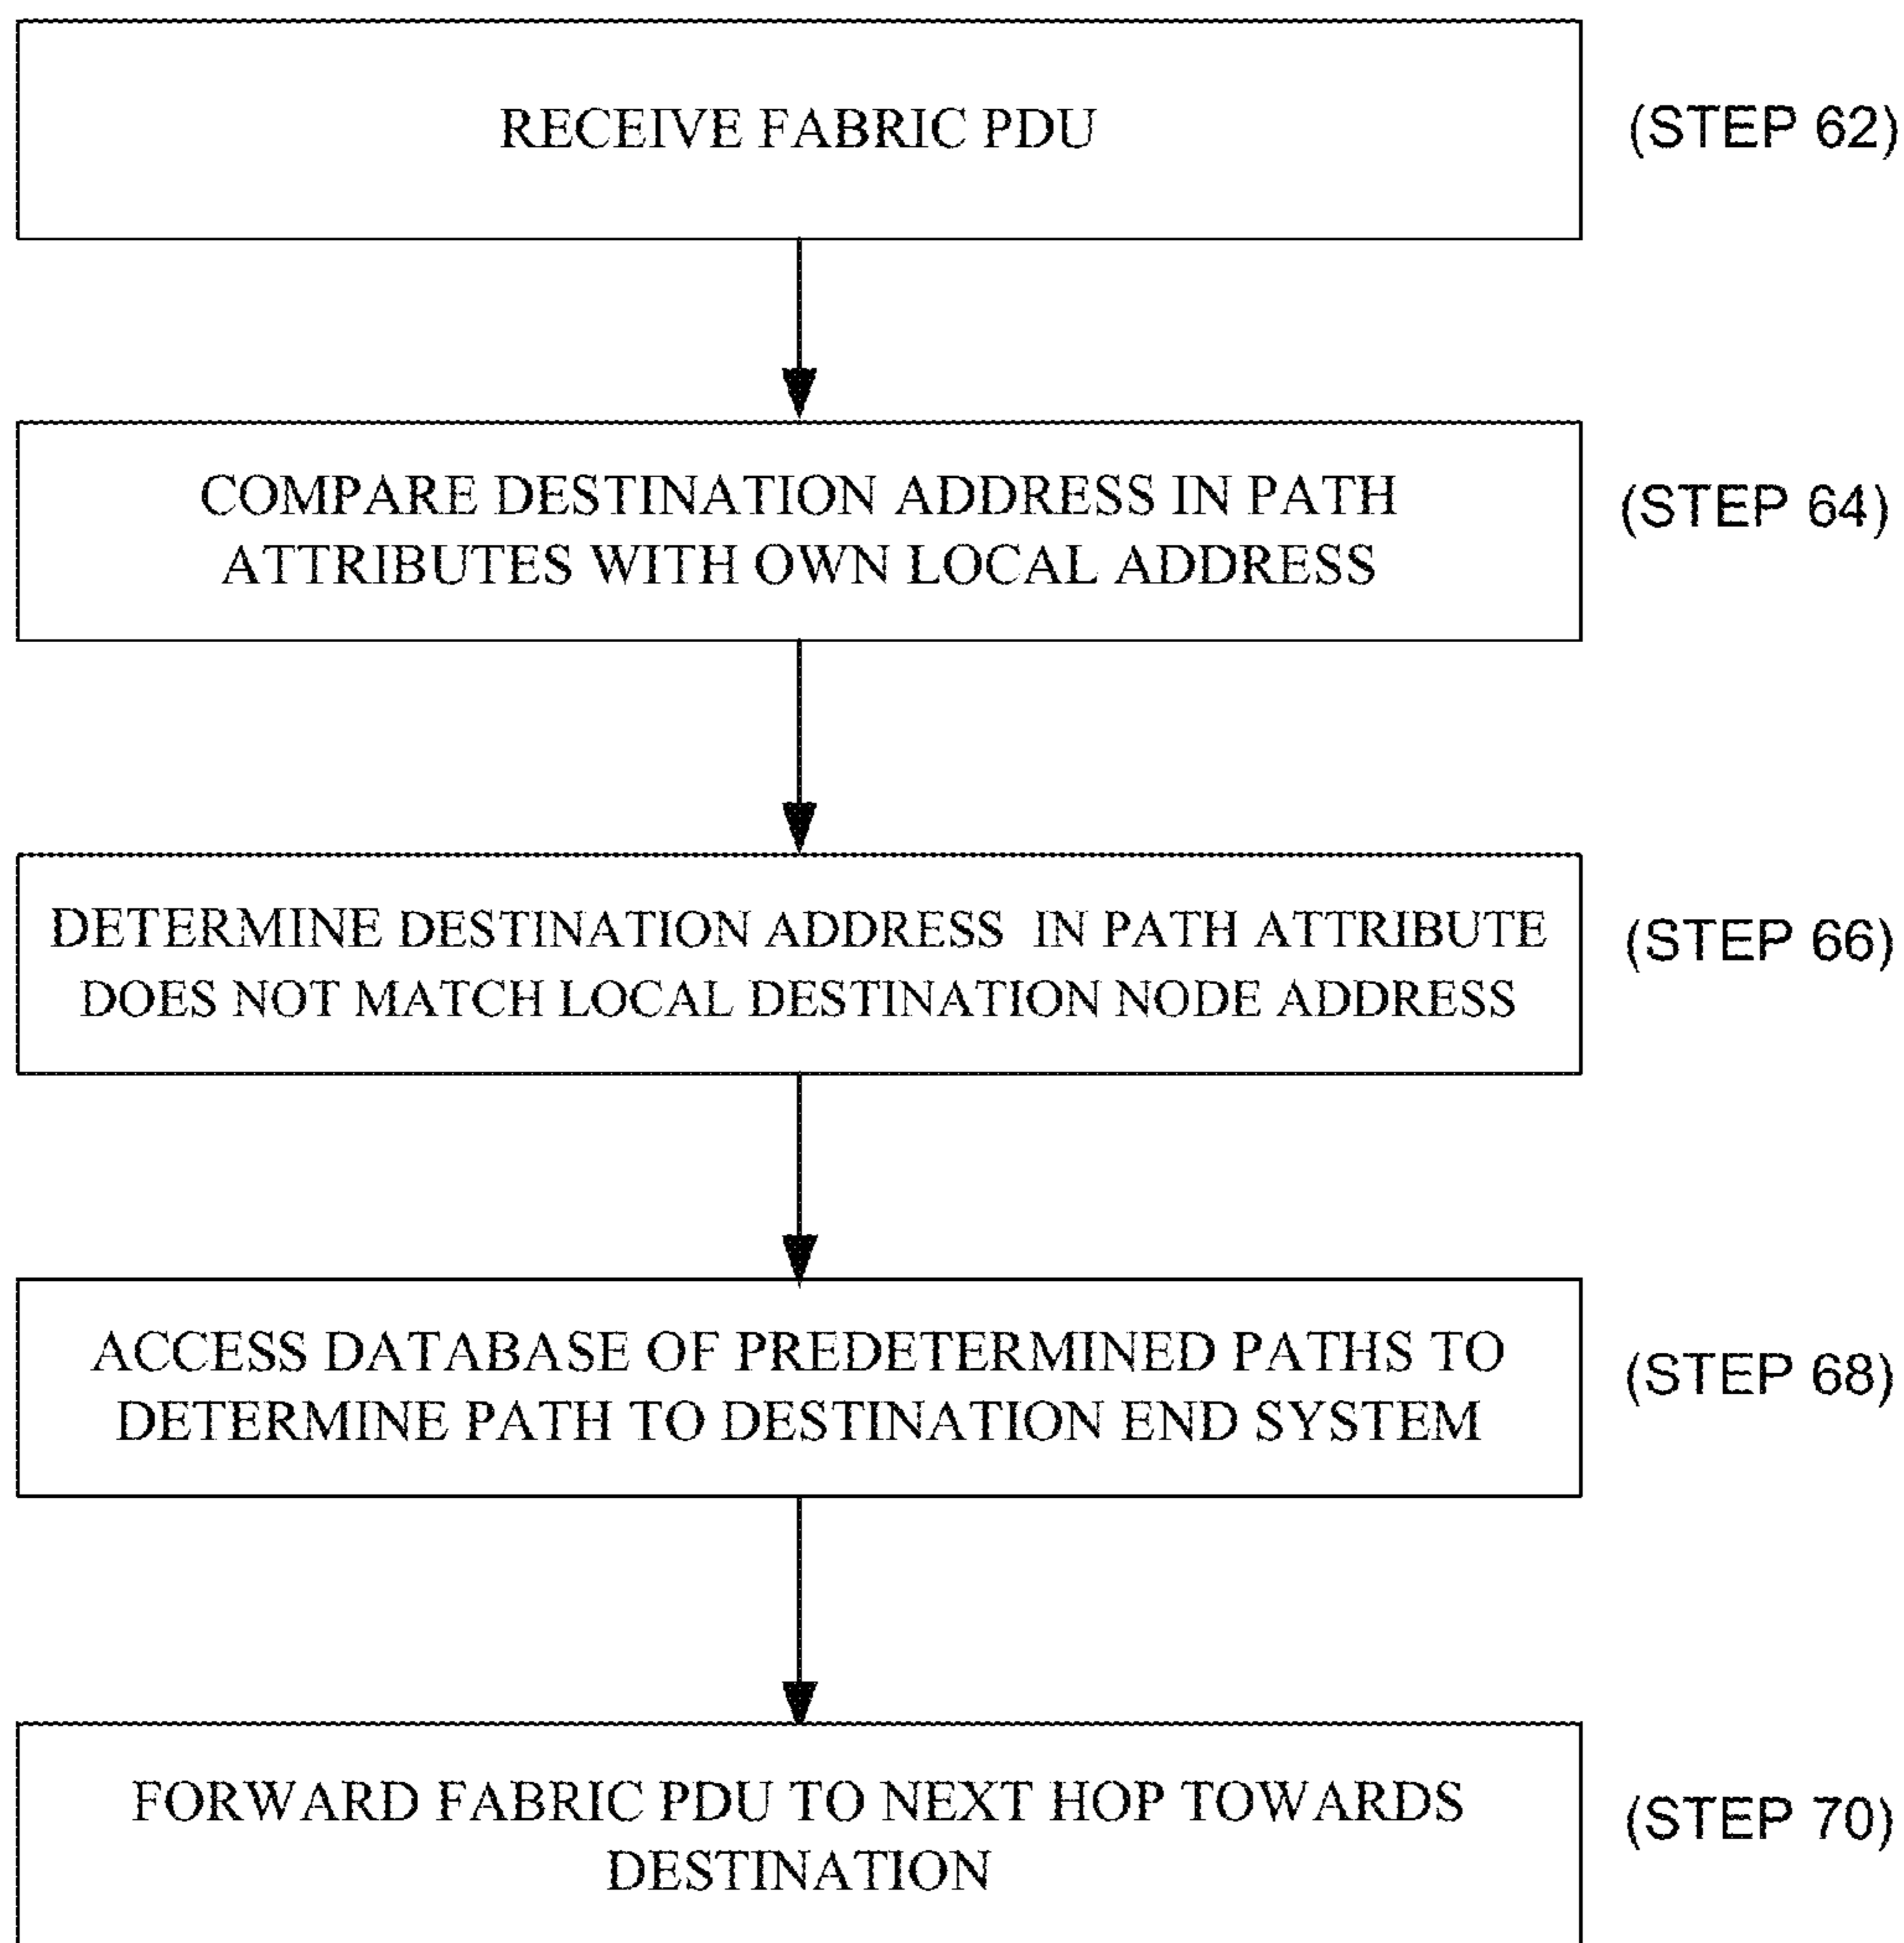 RECEIVE FABRIC PDU
(STEP 62)
COMPARE DESTINATION ADDRESS IN PATH
ATTRIBUTES WITH OWN LOCAL ADDRESS
(STEP 64)
DETERMINE DESTINATION ADDRESS IN PATH ATTRIBUTE
DOES NOT MATCH LOCAL DESTINATION NODE ADDRESS
(STEP 66)
ACCESS DATABASE OF PREDETERMINED PATHS TO
DETERMINE PATH TO DESTINATION END SYSTEM
(STEP 68)
FORWARD FABRIC PDU TO NEXT HOP TOWARDS
DESTINATION
(STEP 70)